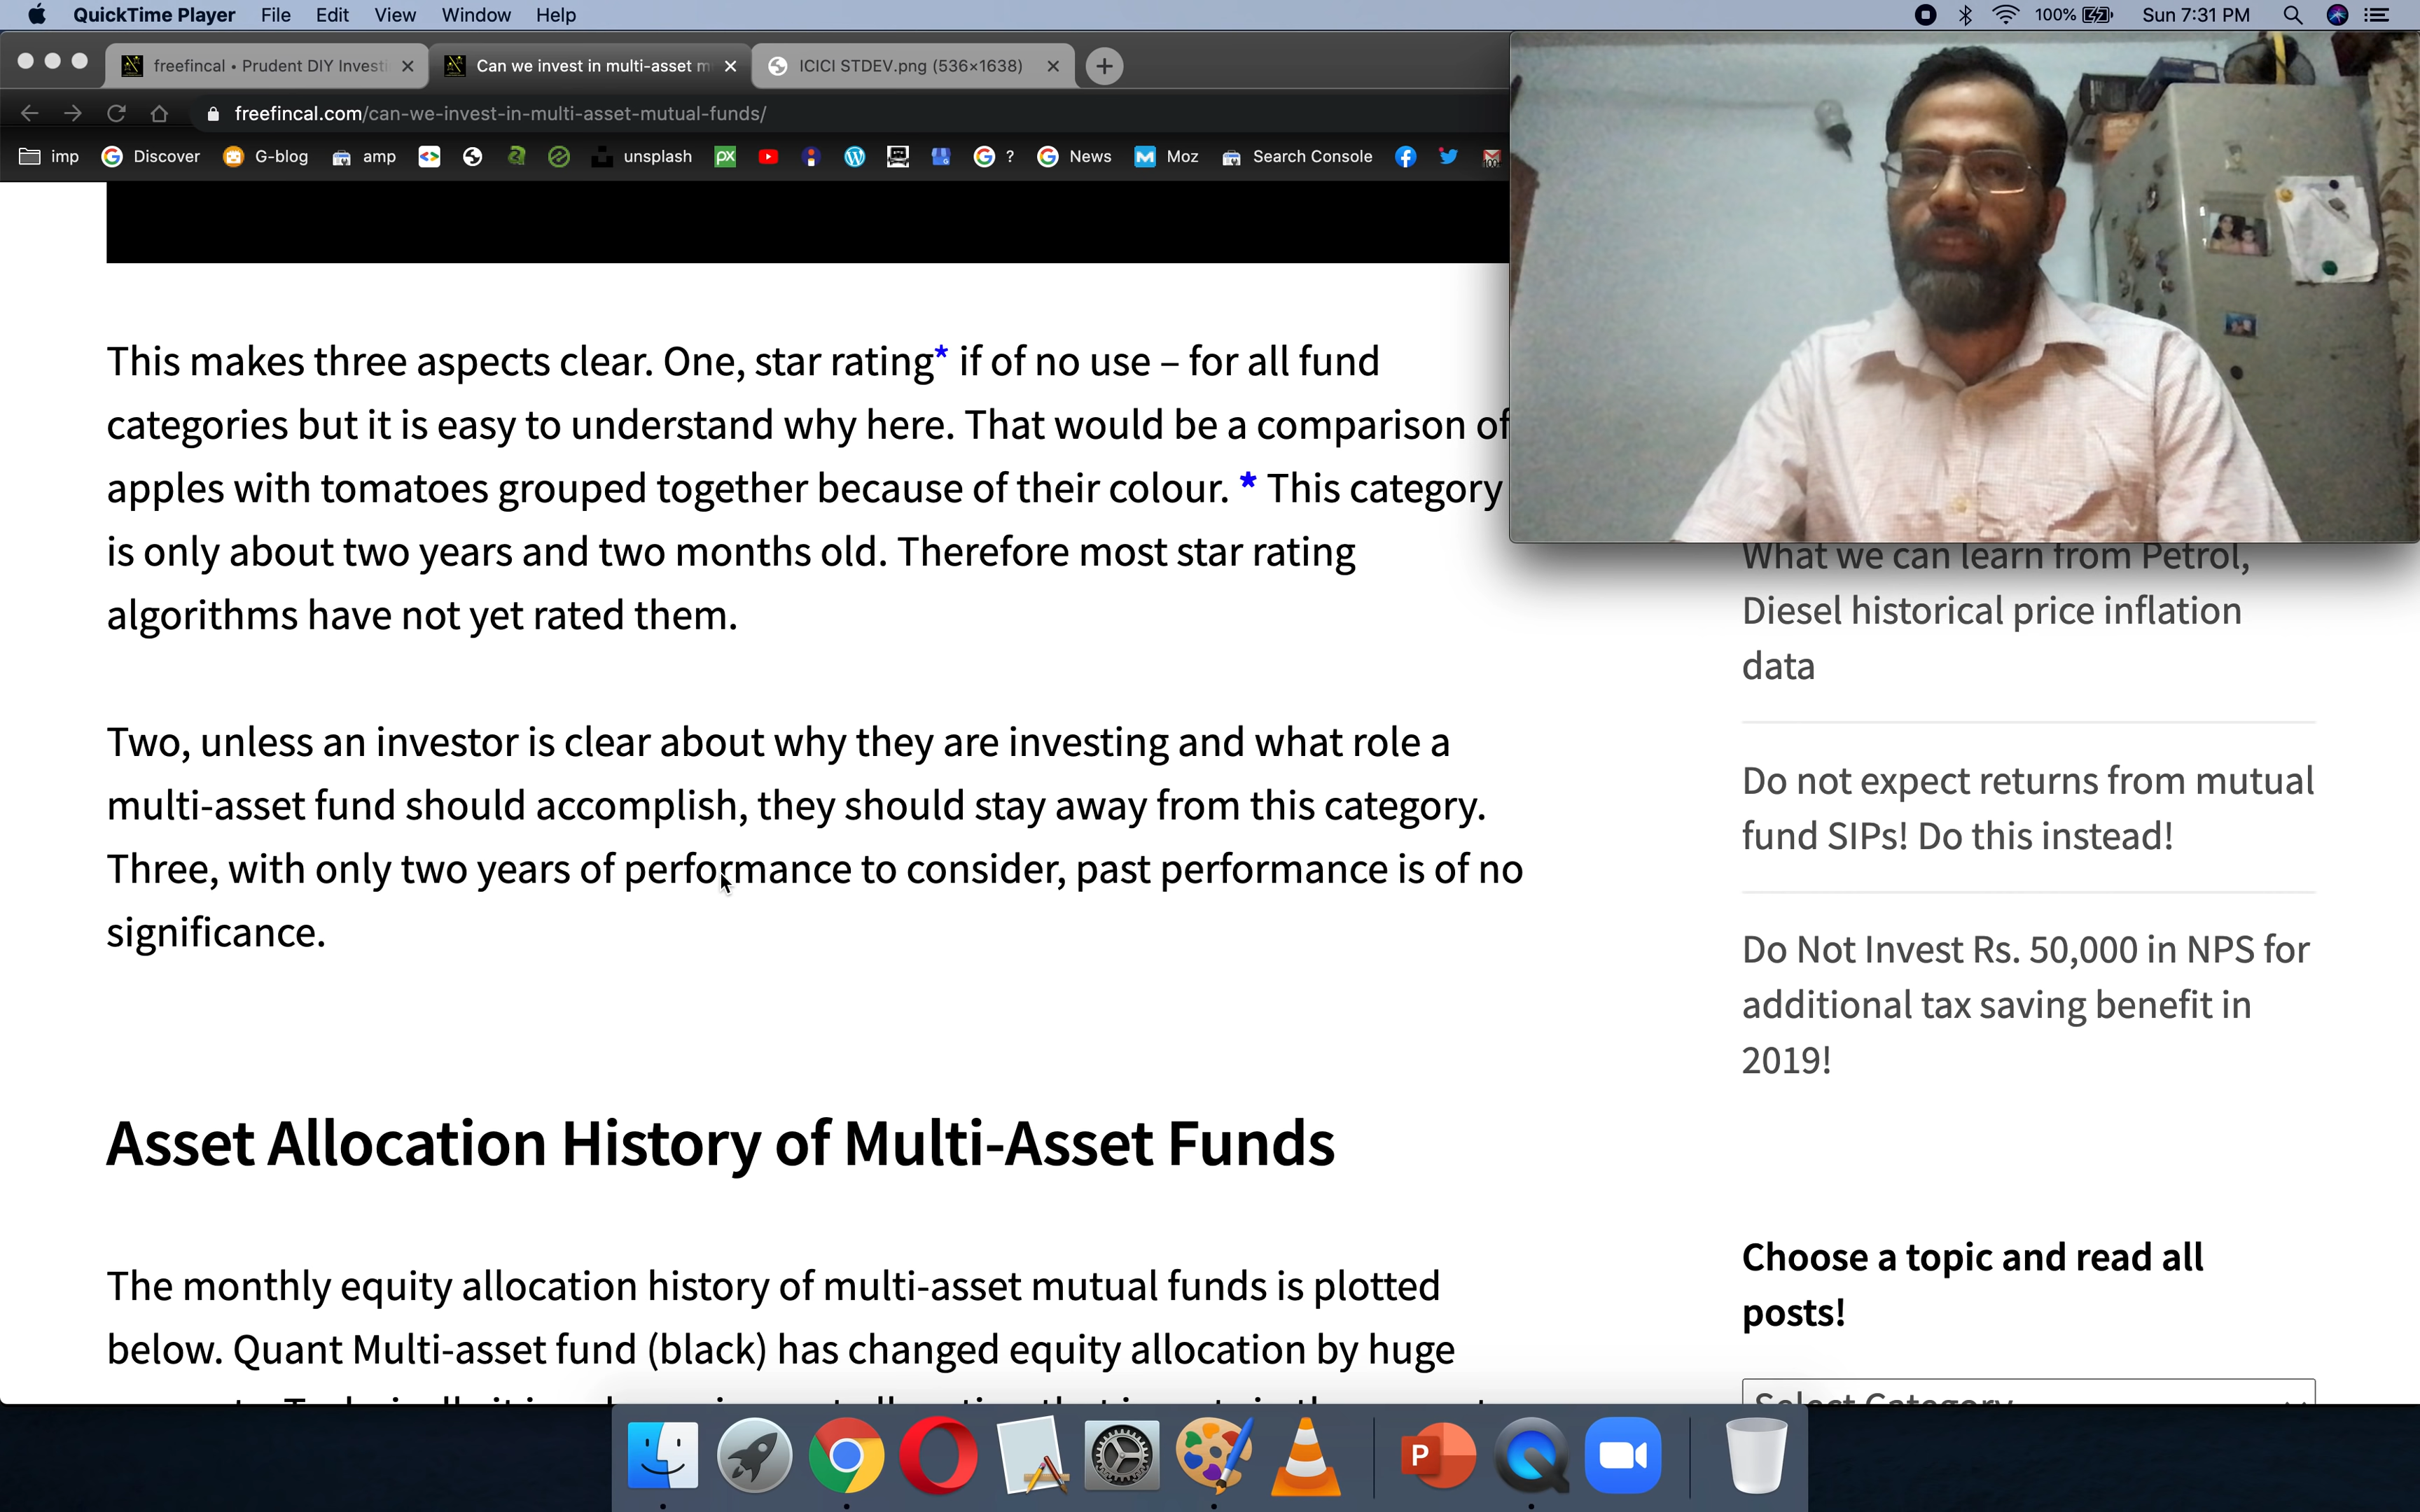 QuickTime Player File Edit View Window Help 100% Sun 7:31 PM
freefincal • Prudent DIY Investi Can we invest in multi-asset m ICICI STDEV.png (536×1638)
freefincal.com/can-we-invest-in-multi-asset-mutual-funds/
imp Discover G-blog amp unsplash px ? News Moz Search Console
This makes three aspects clear. One, star rating* if of no use – for all fund
categories but it is easy to understand why here. That would be a comparison of
apples with tomatoes grouped together because of their colour. * This category
is only about two years and two months old. Therefore most star rating
algorithms have not yet rated them.
Two, unless an investor is clear about why they are investing and what role a
multi-asset fund should accomplish, they should stay away from this category.
Three, with only two years of performance to consider, past performance is of no
significance.
Asset Allocation History of Multi-Asset Funds
The monthly equity allocation history of multi-asset mutual funds is plotted
below. Quant Multi-asset fund (black) has changed equity allocation by huge
What we can learn from Petrol,
Diesel historical price inflation
data
Do not expect returns from mutual
fund SIPs! Do this instead!
Do Not Invest Rs. 50,000 in NPS for
additional tax saving benefit in
2019!
Choose a topic and read all
posts!
Select Category
P